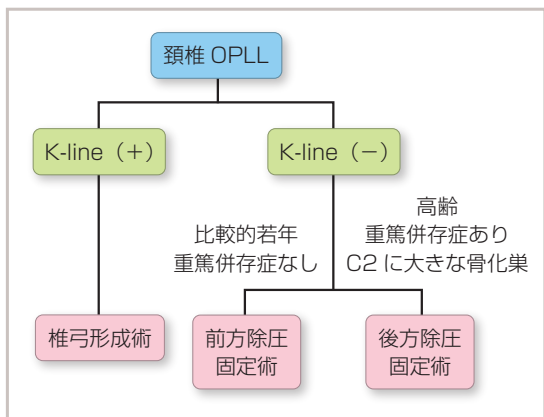 頚椎 OPLL
K-line（＋）
K-line（－）
比較的若年
重篤併存症なし
高齢
重篤併存症あり
C2 に大きな骨化巣
椎弓形成術
前方除圧
固定術
後方除圧
固定術